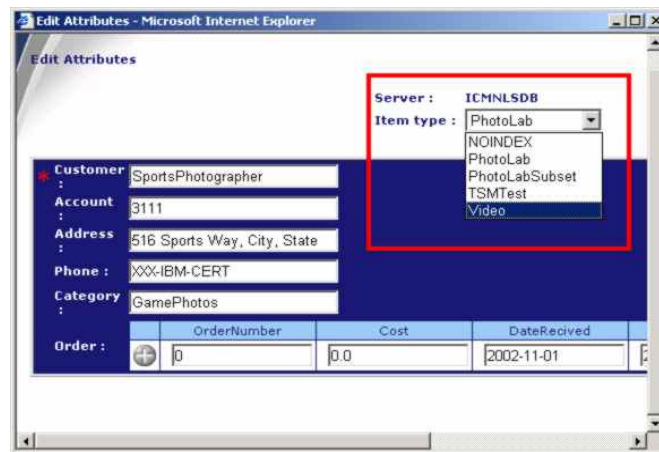 Edit Attributes - Microsoft Internet Explorer
Edit Attributes
Server : ICMNLSDB
Item type : PhotoLab
NOINDEX
PhotoLab
PhotoLabSubset
TSMTest
Video
* Customer : SportsPhotographer
Account : 3111
Address : 516 Sports Way, City, State
Phone : XXX-IBM-CERT
Category : GamePhotos
OrderNumber Cost DateRecived
Order : 0 0.0 2002-11-01